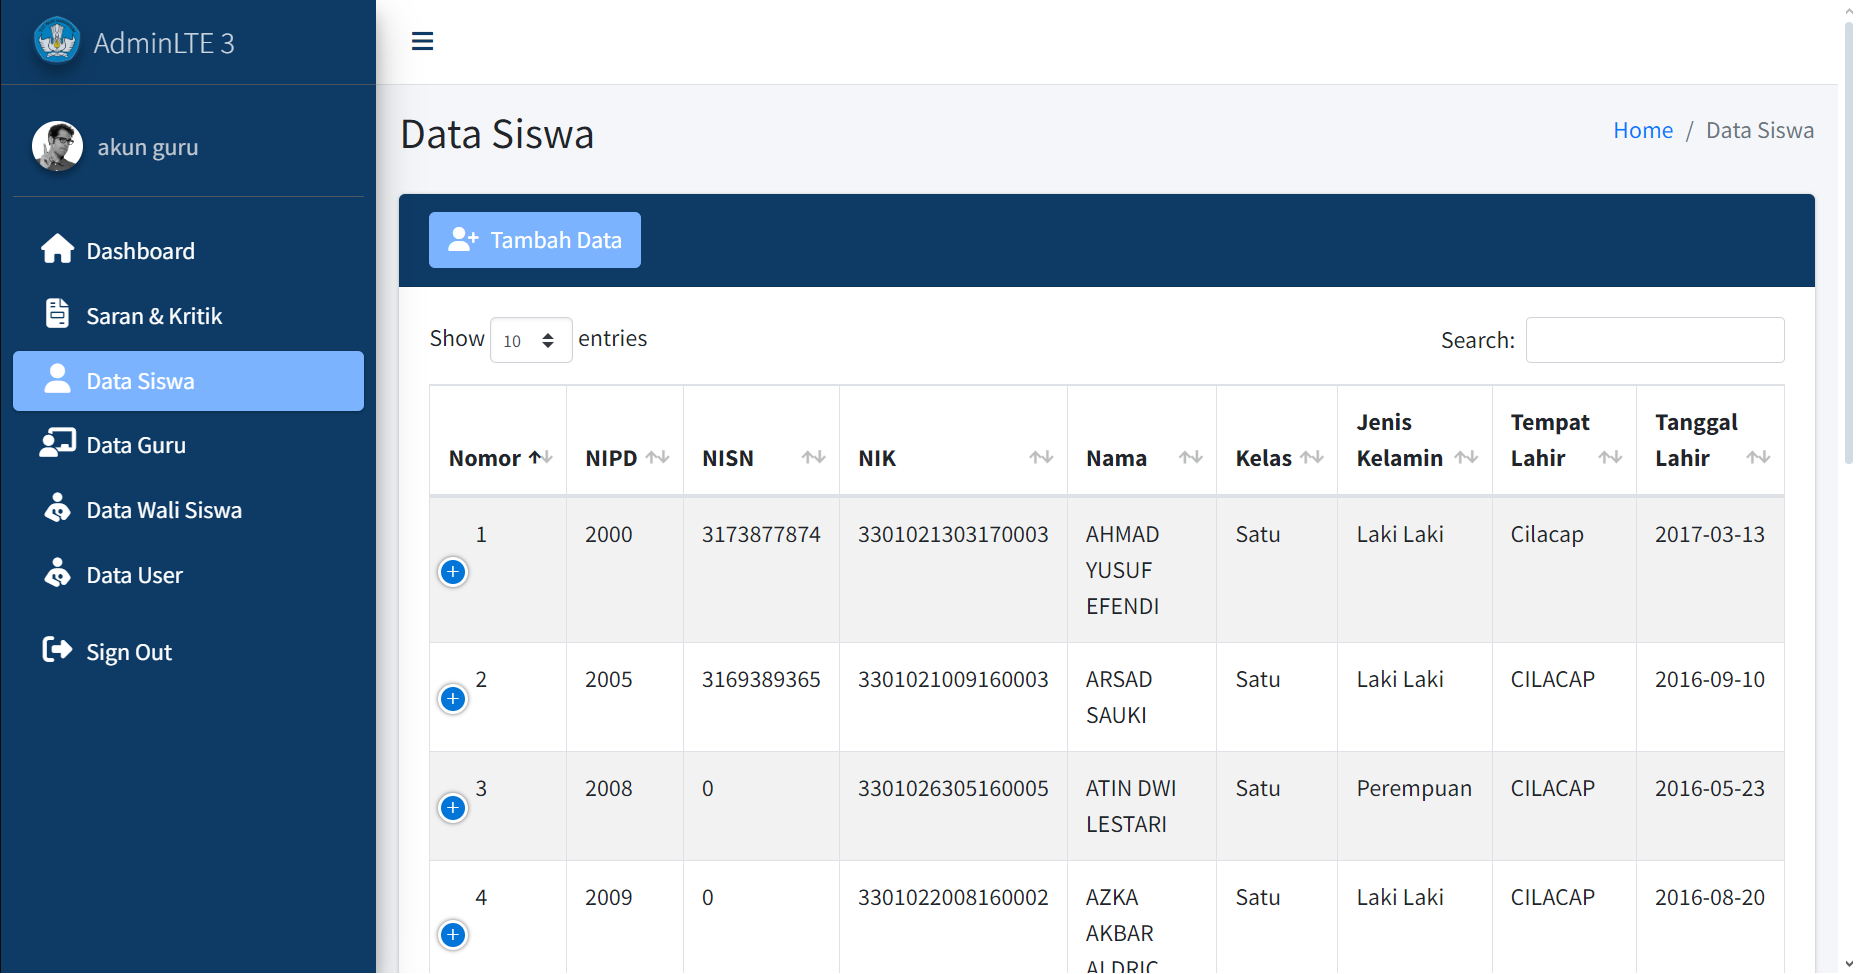 AdminLTE 3
akun guru
Dashboard
Saran & Kritik
Data Siswa
Data Guru
Data Wali Siswa
Data User
Sign Out
Data Siswa
Home / Data Siswa
Tambah Data
Show 10 entries
Search:
Nomor NIPD NISN NIK Nama Kelas Jenis Kelamin Tempat Lahir Tanggal Lahir
1 2000 3173877874 3301021303170003 AHMAD YUSUF EFENDI Satu Laki Laki Cilacap 2017-03-13
2 2005 3169389365 3301021009160003 ARSAD SAUKI Satu Laki Laki CILACAP 2016-09-10
3 2008 0 3301026305160005 ATIN DWI LESTARI Satu Perempuan CILACAP 2016-05-23
4 2009 0 3301022008160002 AZKA AKBAR ALDRIC Satu Laki Laki CILACAP 2016-08-20